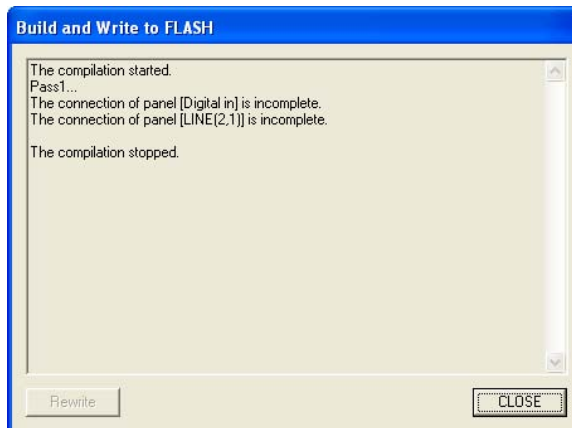 Build and Write to FLASH
The compilation started.
Pass1...
The connection of panel [Digital in] is incomplete.
The connection of panel [LINE(2,1)] is incomplete.
The compilation stopped.
Rewrite
CLOSE